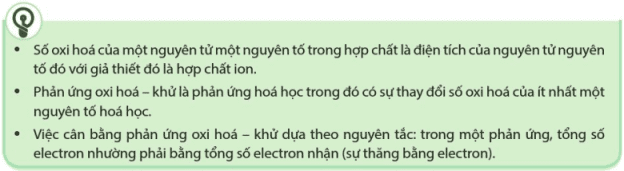 • Số oxi hoá của một nguyên tử một nguyên tố trong hợp chất là điện tích của nguyên tử nguyên
tố đó với giả thiết đó là hợp chất ion.
• Phản ứng oxi hoá – khử là phản ứng hoá học trong đó có sự thay đổi số oxi hoá của ít nhất một
nguyên tố hoá học.
• Việc cân bằng phản ứng oxi hoá – khử dựa theo nguyên tắc: trong một phản ứng, tổng số
electron nhường phải bằng tổng số electron nhận (sự thăng bằng electron).